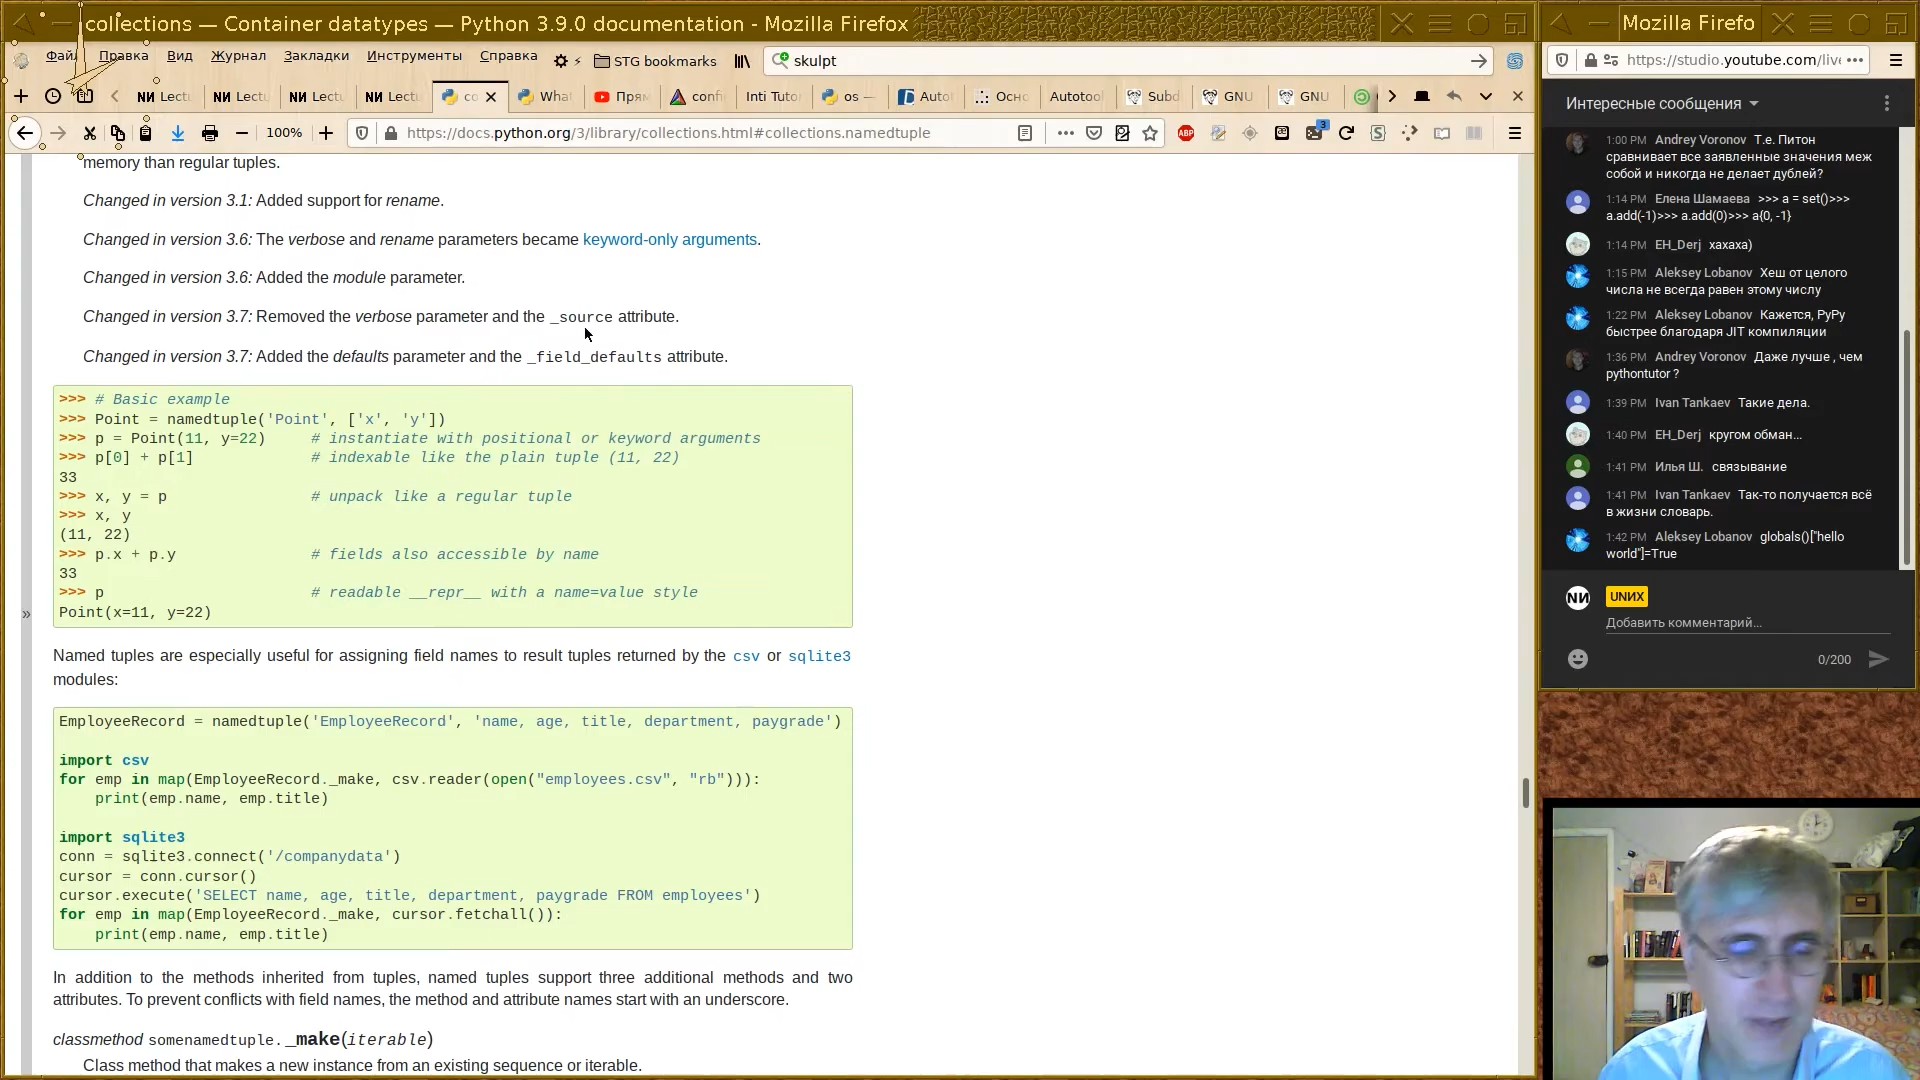 collections — Container datatypes — Python 3.9.0 documentation - Mozilla Firefox
Файл Правка Вид Журнал Закладки Инструменты Справка STG bookmarks skulpt
Lectu Lectu Lectu Lectu co What Прям confi Inti Tutor os — Autot Осно Autotool Subd GNU GNU
100% https://docs.python.org/3/library/collections.html#collections.namedtuple ABP 3
memory than regular tuples.
Changed in version 3.1: Added support for rename.
Changed in version 3.6: The verbose and rename parameters became keyword-only arguments.
Changed in version 3.6: Added the module parameter.
Changed in version 3.7: Removed the verbose parameter and the _source attribute.
Changed in version 3.7: Added the defaults parameter and the _field_defaults attribute.
>>> # Basic example
>>> Point = namedtuple('Point', ['x', 'y'])
>>> p = Point(11, y=22)     # instantiate with positional or keyword arguments
>>> p[0] + p[1]             # indexable like the plain tuple (11, 22)
33
>>> x, y = p                # unpack like a regular tuple
>>> x, y
(11, 22)
>>> p.x + p.y               # fields also accessible by name
33
>>> p                       # readable __repr__ with a name=value style
Point(x=11, y=22)
»
Named tuples are especially useful for assigning field names to result tuples returned by the csv or sqlite3
modules:
EmployeeRecord = namedtuple('EmployeeRecord', 'name, age, title, department, paygrade')
import csv
for emp in map(EmployeeRecord._make, csv.reader(open("employees.csv", "rb"))):
    print(emp.name, emp.title)
import sqlite3
conn = sqlite3.connect('/companydata')
cursor = conn.cursor()
cursor.execute('SELECT name, age, title, department, paygrade FROM employees')
for emp in map(EmployeeRecord._make, cursor.fetchall()):
    print(emp.name, emp.title)
In addition to the methods inherited from tuples, named tuples support three additional methods and two
attributes. To prevent conflicts with field names, the method and attribute names start with an underscore.
classmethod somenamedtuple._make(iterable)
Class method that makes a new instance from an existing sequence or iterable.
Mozilla Firefo
https://studio.youtube.com/live
Интересные сообщения
1:00 PM Andrey Voronov Т.е. Питон
сравнивает все заявленные значения меж
собой и никогда не делает дублей?
1:14 PM Елена Шамаева >>> a = set()>>>
a.add(-1)>>> a.add(0)>>> a{0, -1}
1:14 PM EH_Derj хахаха)
1:15 PM Aleksey Lobanov Хеш от целого
числа не всегда равен этому числу
1:22 PM Aleksey Lobanov Кажется, PyPy
быстрее благодаря JIT компиляции
1:36 PM Andrey Voronov Даже лучше , чем
pythontutor ?
1:39 PM Ivan Tankaev Такие дела.
1:40 PM EH_Derj кругом обман...
1:41 PM Илья Ш. связывание
1:41 PM Ivan Tankaev Так-то получается всё
в жизни словарь.
1:42 PM Aleksey Lobanov globals()["hello
world"]=True
UNИX
Добавить комментарий...
0/200